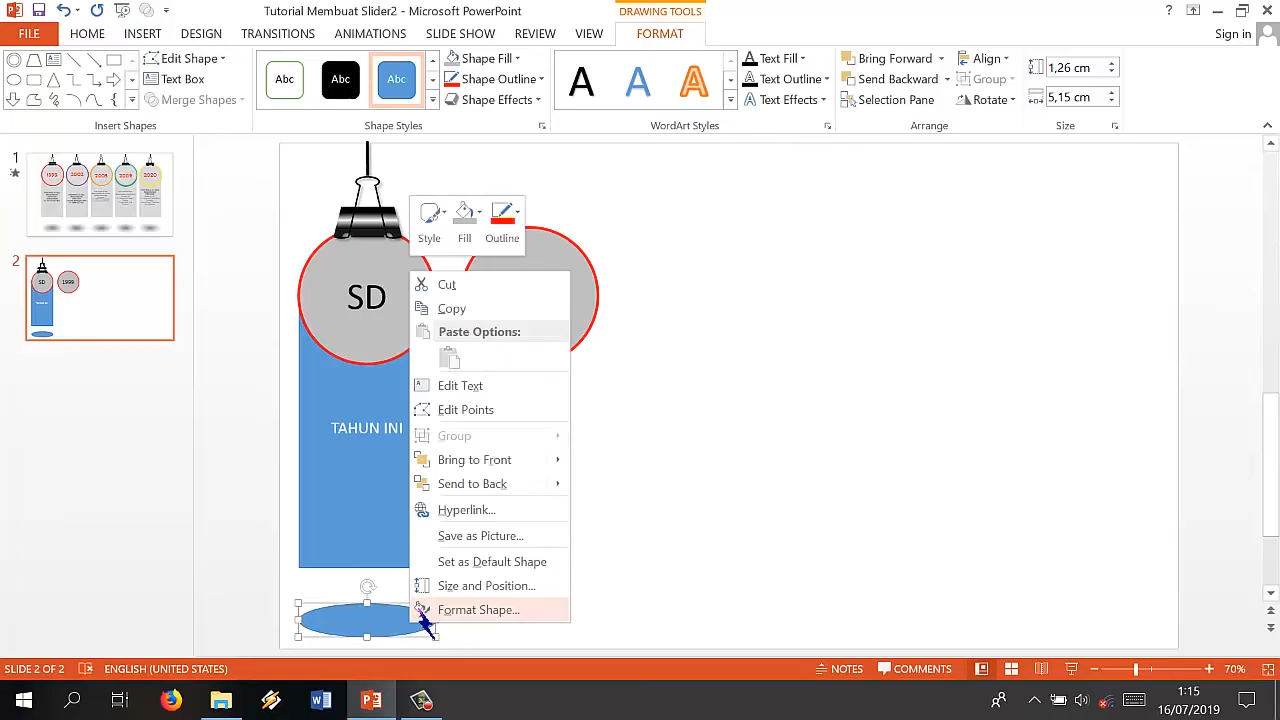 Tutorial Membuat Slider2 - Microsoft PowerPoint
DRAWING TOOLS
?
FILE
HOME
INSERT
DESIGN
TRANSITIONS
ANIMATIONS
SLIDE SHOW
REVIEW
VIEW
FORMAT
Sign in
Edit Shape
Text Box
Merge Shapes
Insert Shapes
Abc
Abc
Abc
Shape Fill
Shape Outline
Shape Effects
Shape Styles
A
A
A
Text Fill
Text Outline
Text Effects
WordArt Styles
Bring Forward
Send Backward
Selection Pane
Align
Group
Rotate
Arrange
1,26 cm
5,15 cm
Size
1
2
SD
1999
SD
TAHUN INI
Style
Fill
Outline
Cut
Copy
Paste Options:
Edit Text
Edit Points
Group
Bring to Front
Send to Back
Hyperlink...
Save as Picture...
Set as Default Shape
Size and Position...
Format Shape...
SLIDE 2 OF 2
ENGLISH (UNITED STATES)
NOTES
COMMENTS
70%
1:15
16/07/2019